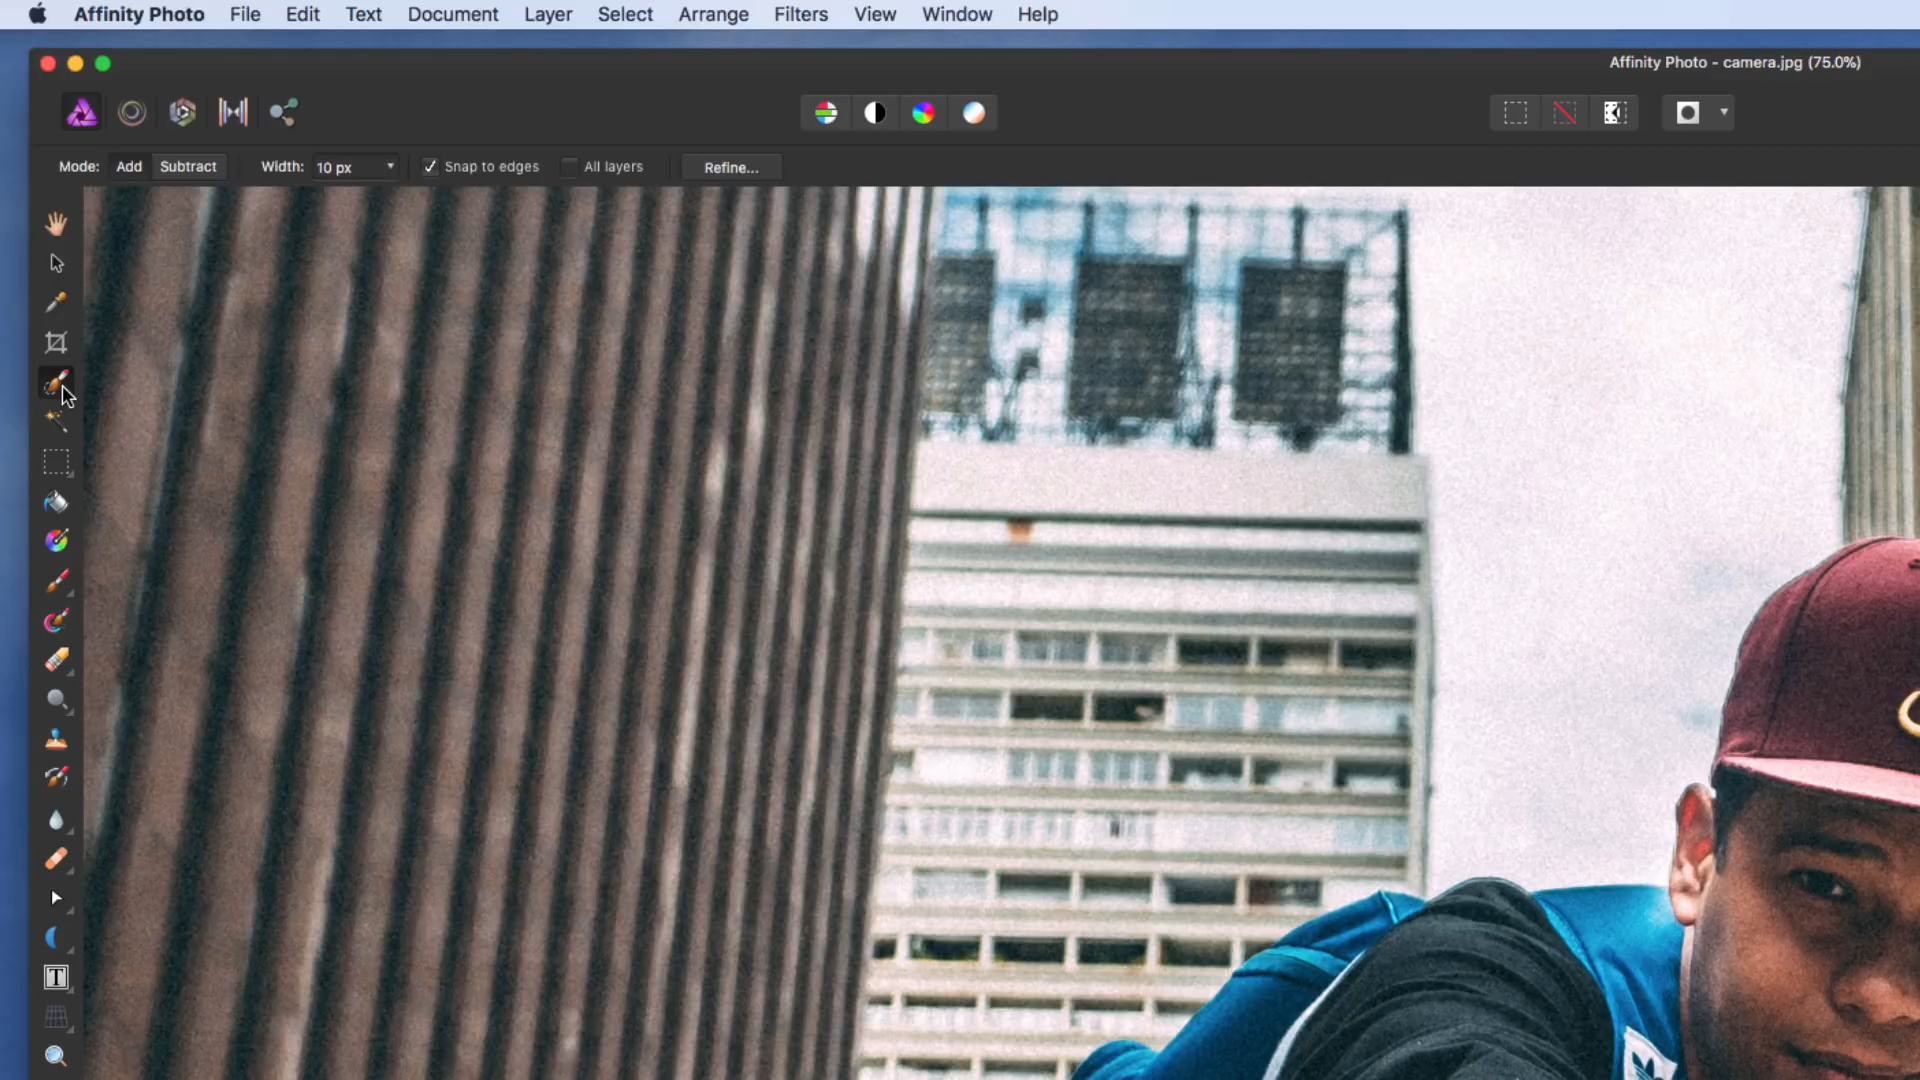 Affinity Photo File Edit Text Document Layer Select Arrange Filters View Window Help
Affinity Photo - camera.jpg (75.0%)
Mode: Add Subtract Width: 10 px Snap to edges All layers Refine...
T